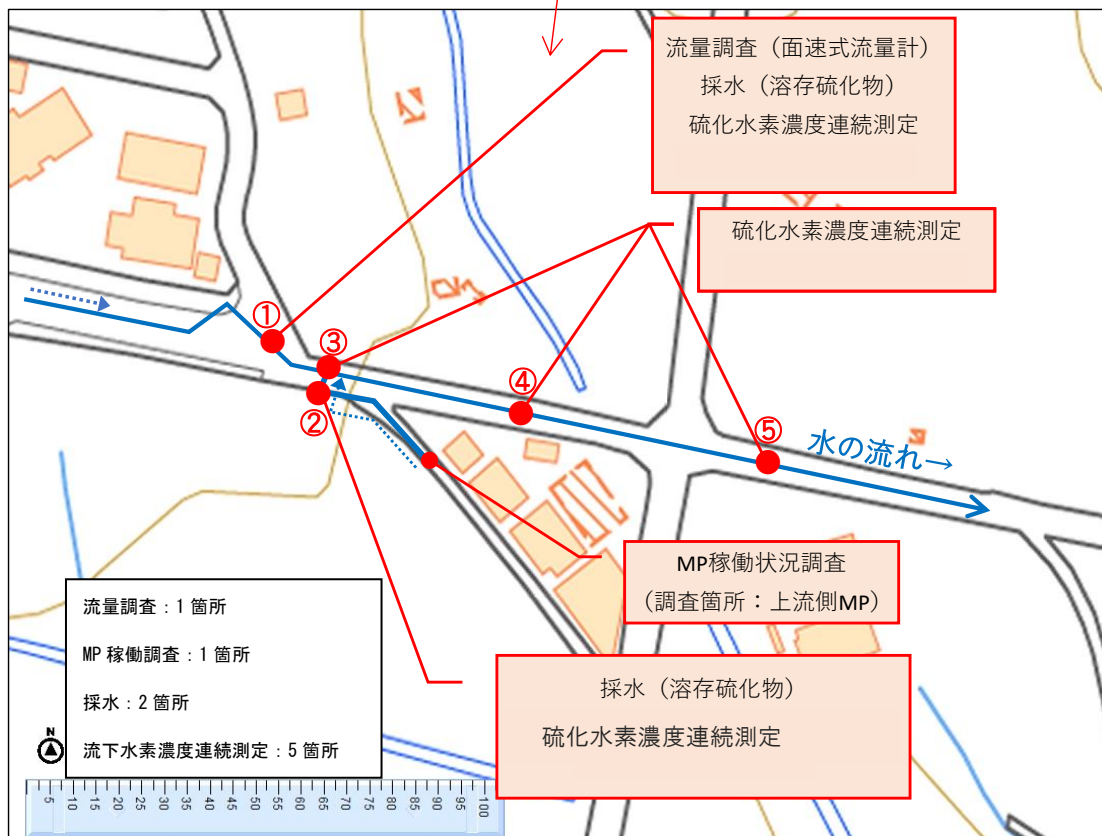 流量調査（面速式流量計）
採水（溶存硫化物）
硫化水素濃度連続測定
硫化水素濃度連続測定
①
③
②
④
⑤
水の流れ→
MP稼働状況調査
（調査箇所：上流側MP）
流量調査：1箇所
MP稼働調査：1箇所
採水：2箇所
流下水素濃度連続測定：5箇所
採水（溶存硫化物）
硫化水素濃度連続測定
N
5 10 15 20 25 30 35 40 45 50 55 60 65 70 75 80 85 90 95 100